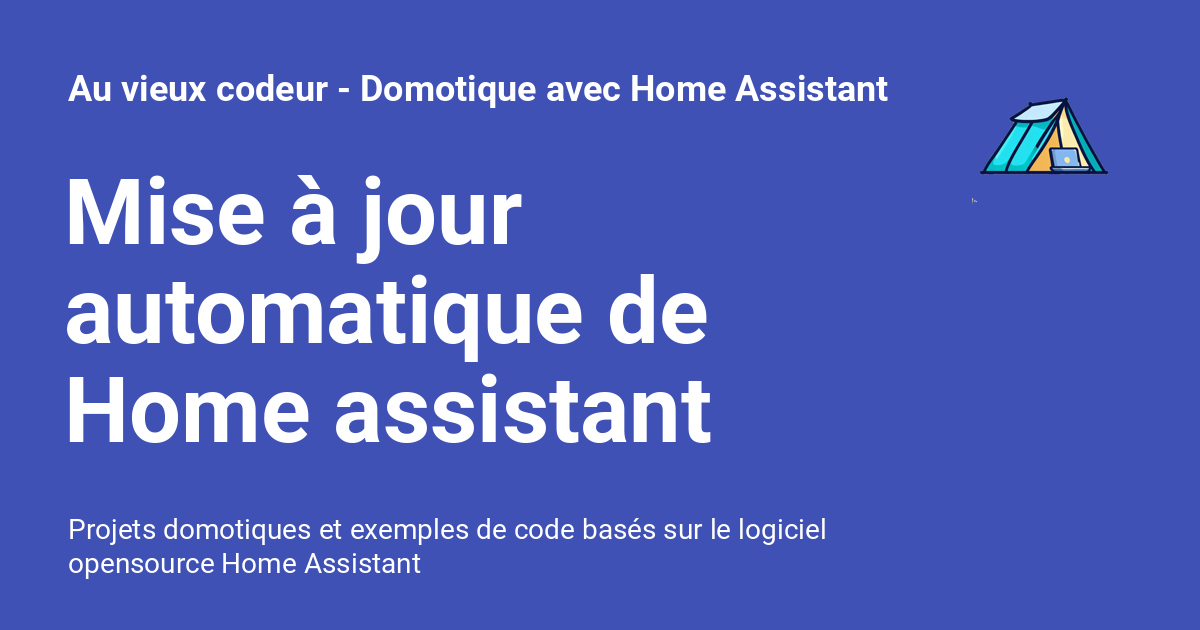 Au vieux codeur - Domotique avec Home Assistant
Mise à jour
automatique de
Home assistant
Projets domotiques et exemples de code basés sur le logiciel
opensource Home Assistant